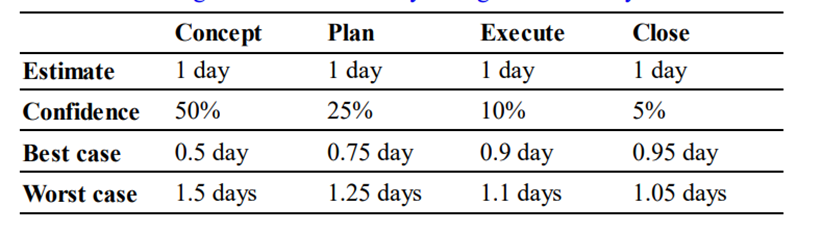 Concept Plan Execute Close
Estimate 1 day 1 day 1 day 1 day
Confidence 50% 25% 10% 5%
Best case 0.5 day 0.75 day 0.9 day 0.95 day
Worst case 1.5 days 1.25 days 1.1 days 1.05 days